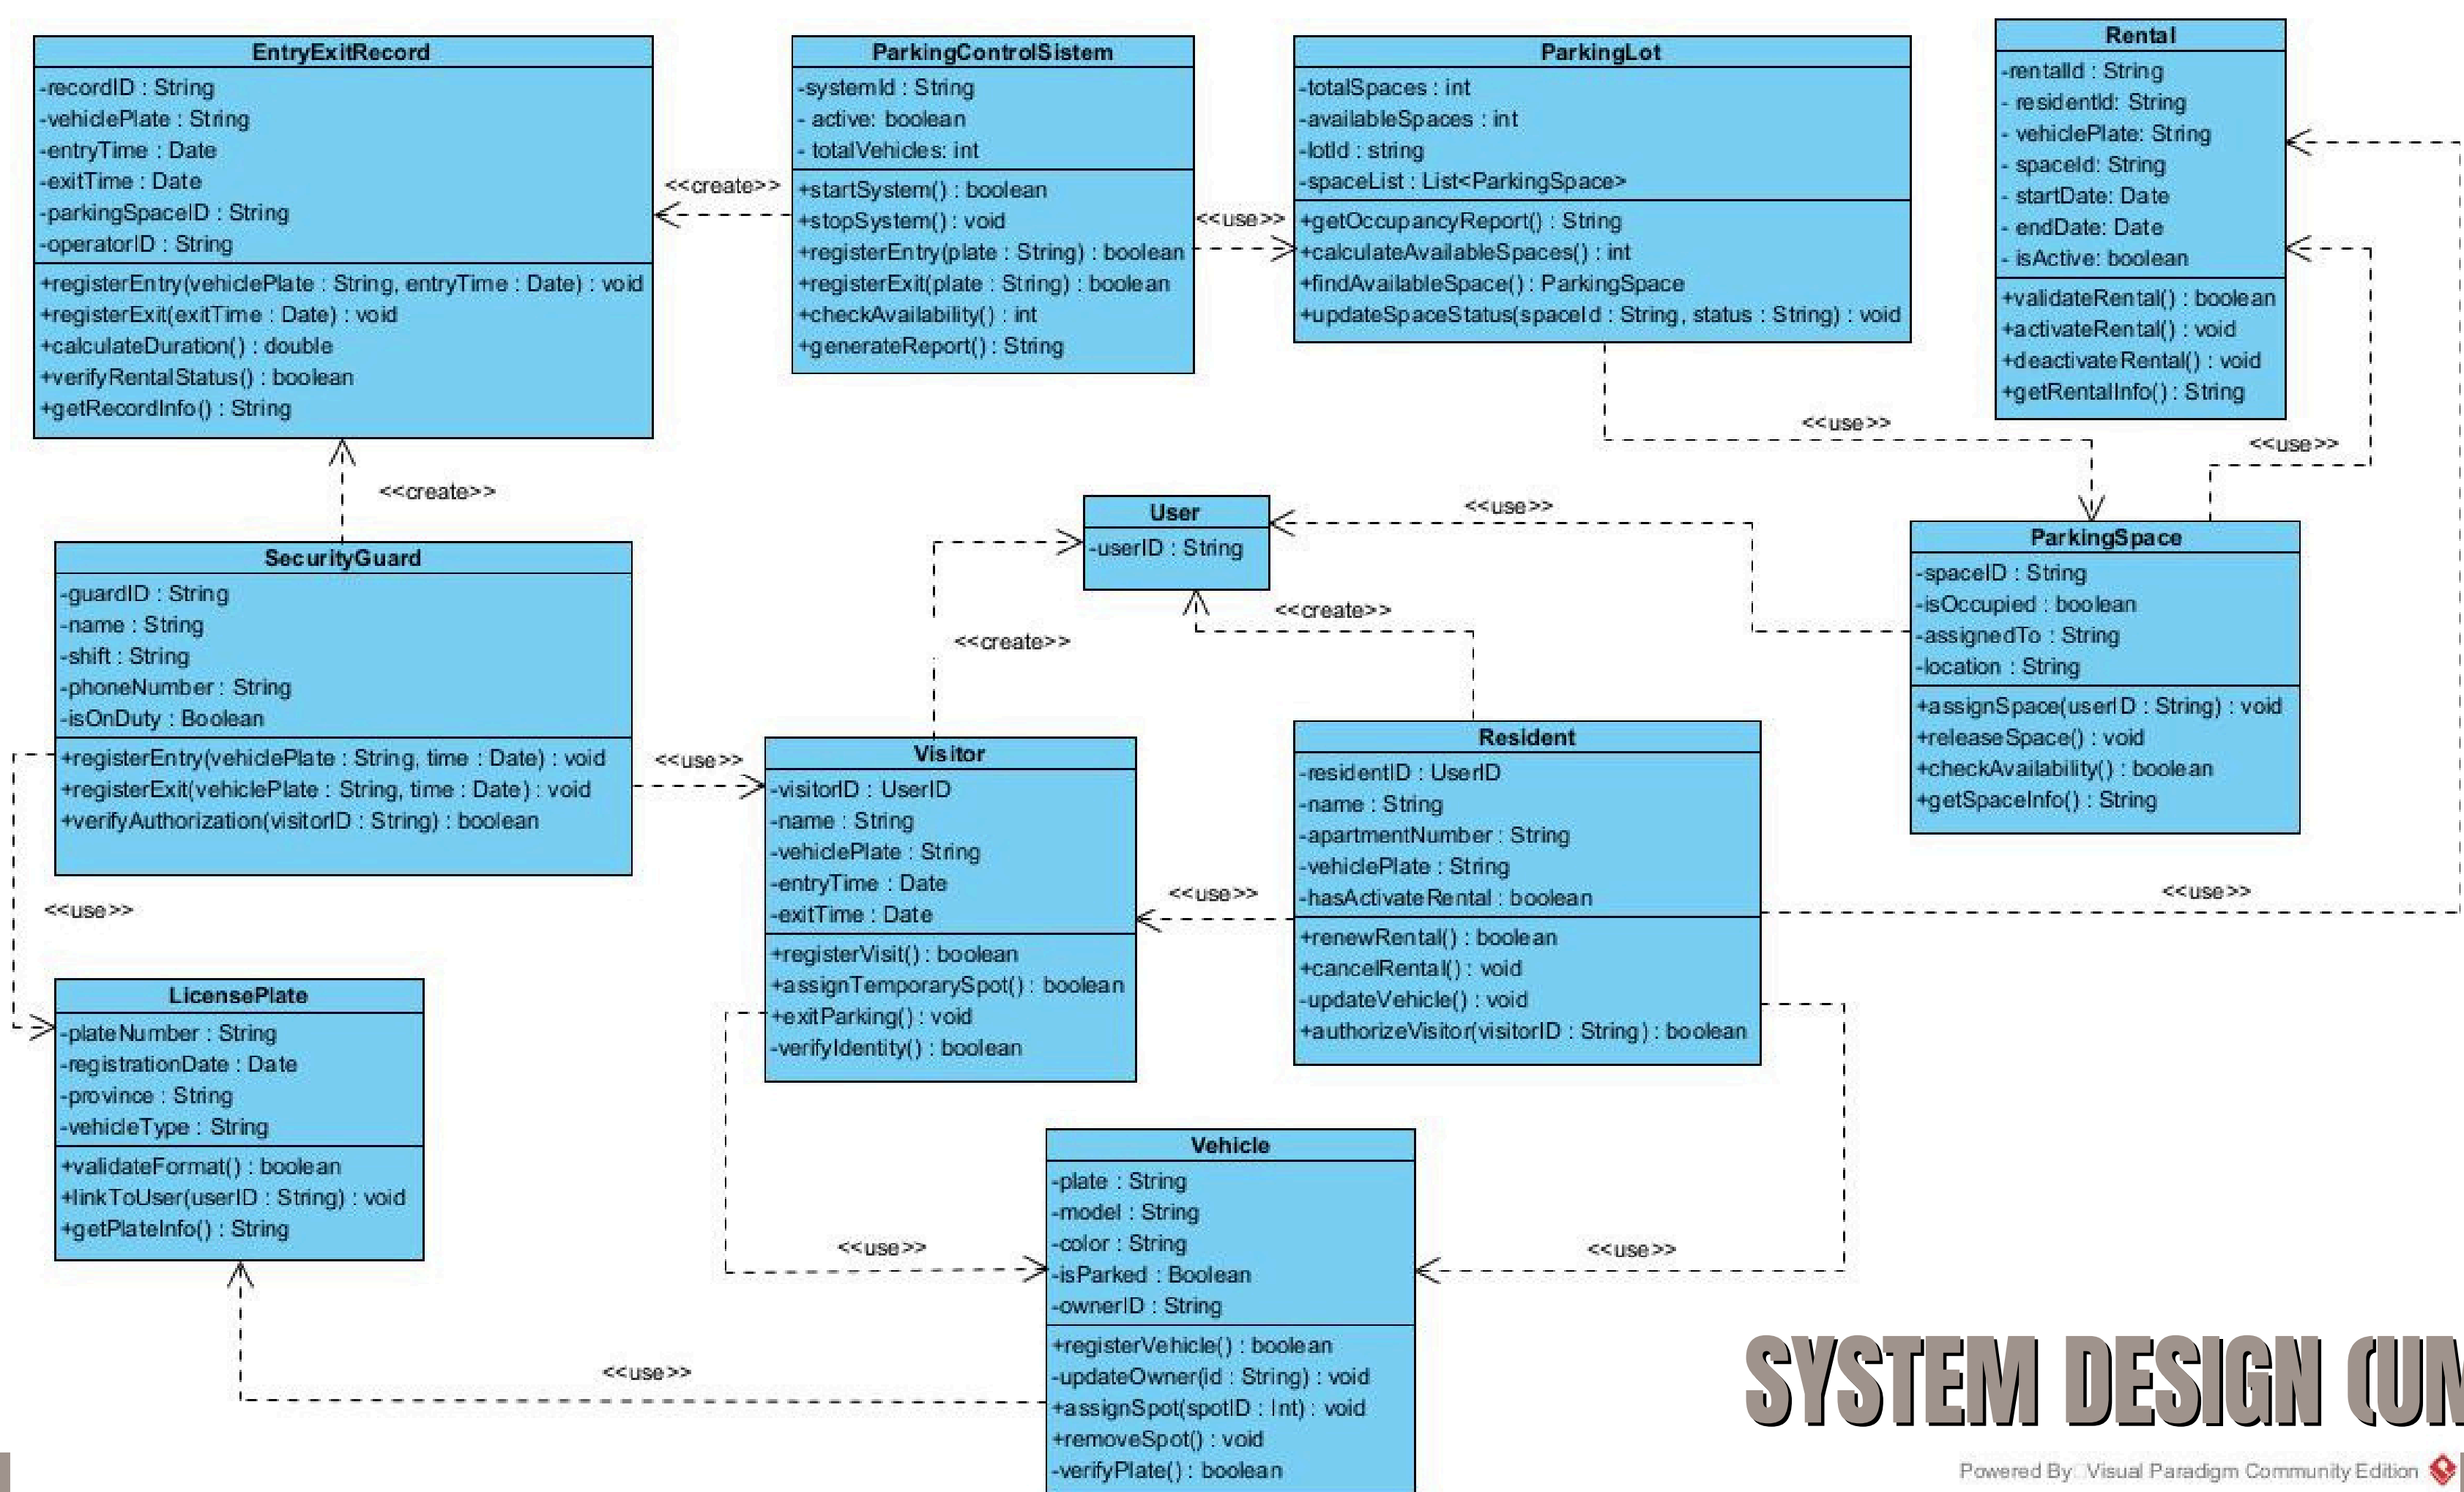 EntryExitRecord
-recordID : String
-vehiclePlate : String
-entryTime : Date
-exitTime : Date
-parkingSpaceID : String
-operatorID : String
+registerEntry(vehiclePlate : String, entryTime : Date) : void
+registerExit(exitTime : Date) : void
+calculateDuration() : double
+verifyRentalStatus() : boolean
+getRecordInfo() : String
<<create>>
ParkingControlSistem
-systemId : String
- active: boolean
- totalVehicles: int
+startSystem() : boolean
+stopSystem() : void
+registerEntry(plate : String) : boolean
+registerExit(plate : String) : boolean
+checkAvailability() : int
+generateReport() : String
<<use>>
ParkingLot
-totalSpaces : int
-availableSpaces : int
-lotId : string
-spaceList : List<ParkingSpace>
+getOccupancyReport() : String
+calculateAvailableSpaces() : int
+findAvailableSpace() : ParkingSpace
+updateSpaceStatus(spaceId : String, status : String) : void
Rental
-rentalId : String
- residentId: String
- vehiclePlate: String
- spaceId: String
- startDate: Date
- endDate: Date
- isActive: boolean
+validateRental() : boolean
+activateRental() : void
+deactivateRental() : void
+getRentalInfo() : String
<<use>>
<<use>>
<<create>>
User
-userID : String
<<use>>
<<create>>
<<create>>
SecurityGuard
-guardID : String
-name : String
-shift : String
-phoneNumber : String
-isOnDuty : Boolean
+registerEntry(vehiclePlate : String, time : Date) : void
+registerExit(vehiclePlate : String, time : Date) : void
+verifyAuthorization(visitorID : String) : boolean
<<use>>
<<use>>
Visitor
-visitorID : UserID
-name : String
-vehiclePlate : String
-entryTime : Date
-exitTime : Date
+registerVisit() : boolean
+assignTemporarySpot() : boolean
+exitParking() : void
-verifyIdentity() : boolean
<<use>>
Resident
-residentID : UserID
-name : String
-apartmentNumber : String
-vehiclePlate : String
-hasActivateRental : boolean
+renewRental() : boolean
+cancelRental() : void
-updateVehicle() : void
+authorizeVisitor(visitorID : String) : boolean
ParkingSpace
-spaceID : String
-isOccupied : boolean
-assignedTo : String
-location : String
+assignSpace(userID : String) : void
+releaseSpace() : void
+checkAvailability() : boolean
+getSpaceInfo() : String
<<use>>
LicensePlate
-plateNumber : String
-registrationDate : Date
-province : String
-vehicleType : String
+validateFormat() : boolean
+linkToUser(userID : String) : void
+getPlateInfo() : String
<<use>>
<<use>>
<<use>>
Vehicle
-plate : String
-model : String
-color : String
-isParked : Boolean
-ownerID : String
+registerVehicle() : boolean
-updateOwner(id : String) : void
+assignSpot(spotID : Int) : void
+removeSpot() : void
-verifyPlate() : boolean
SYSTEM DESIGN (UM
Powered By Visual Paradigm Community Edition